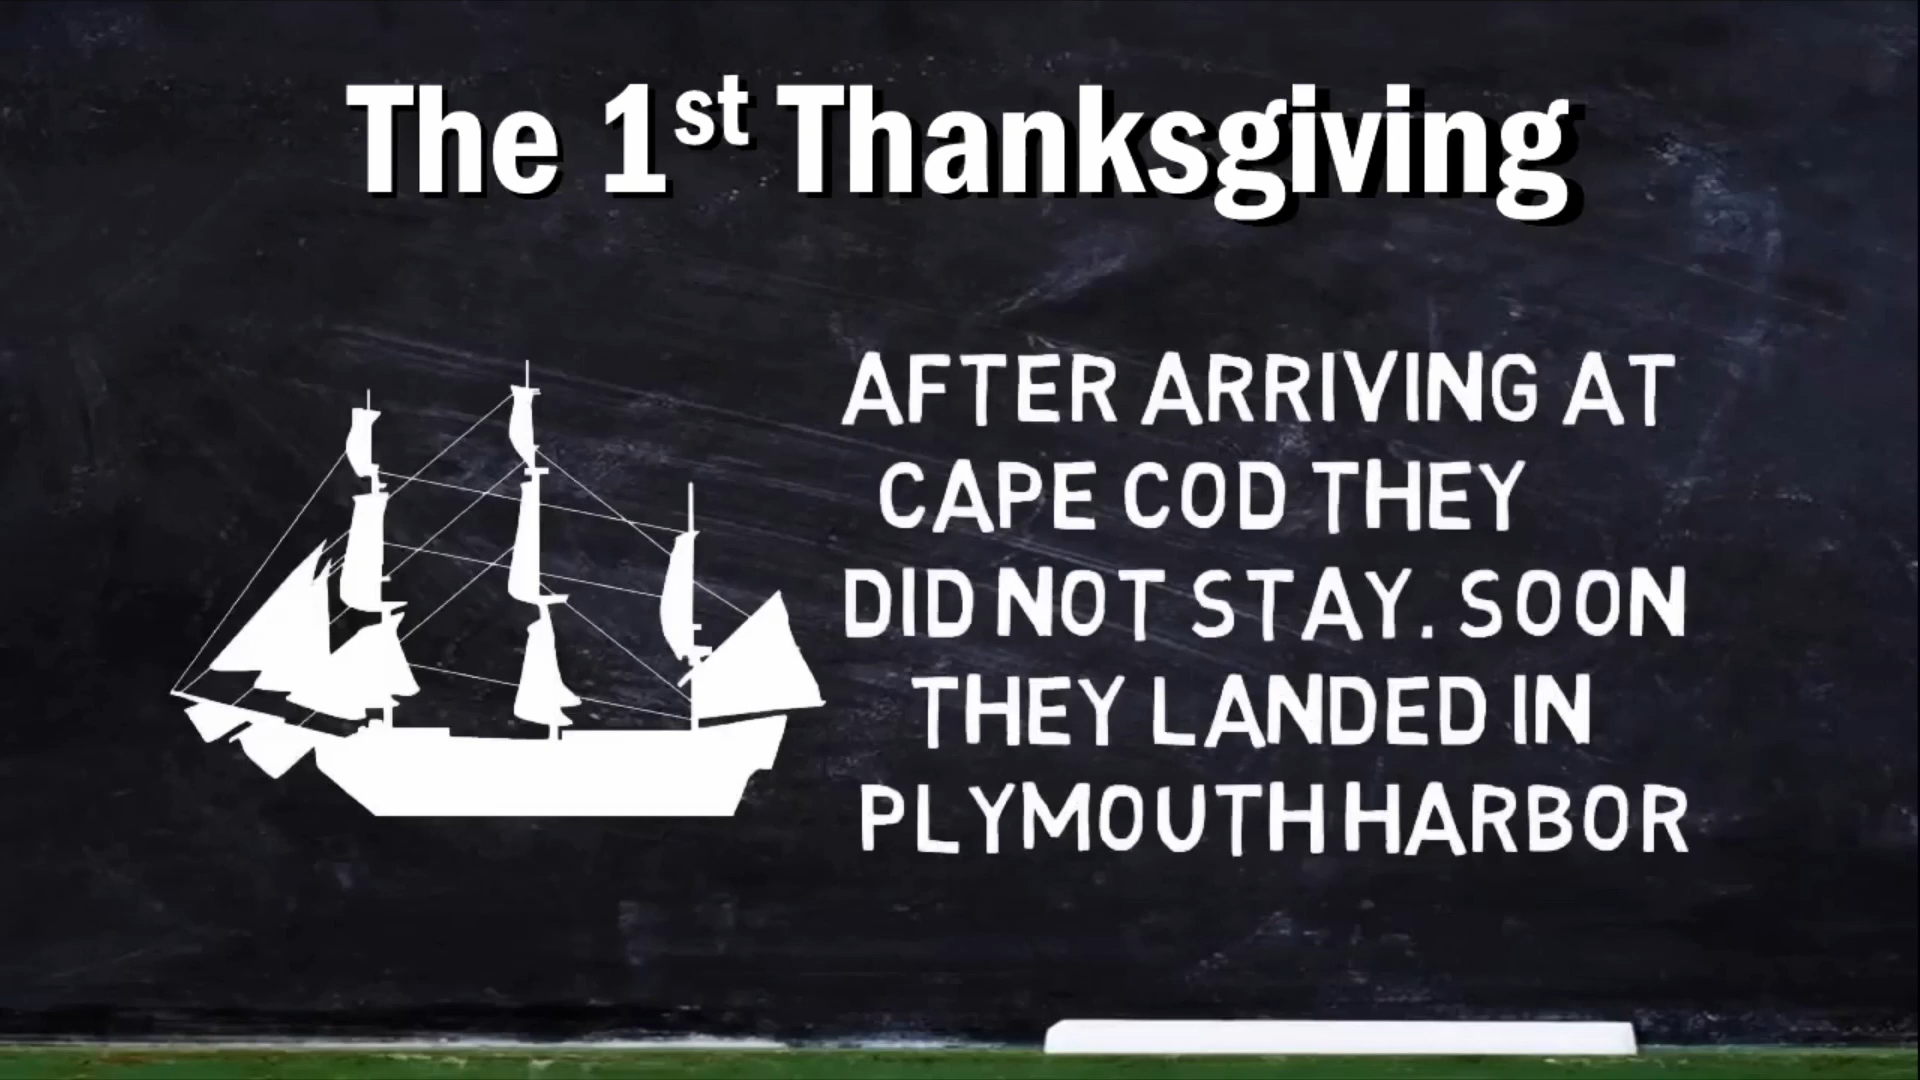 The 1st Thanksgiving
AFTER ARRIVING AT
CAPE COD THEY
DID NOT STAY. SOON
THEY LANDED IN
PLYMOUTH HARBOR